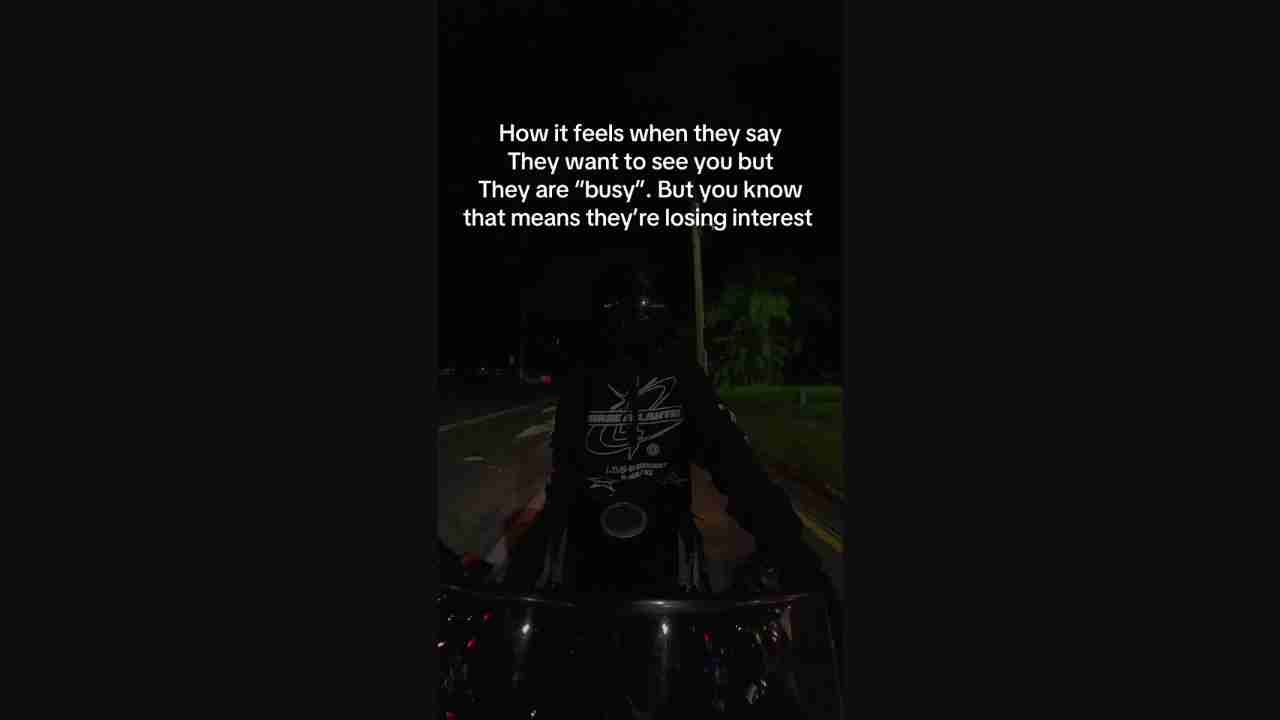 How it feels when they say
They want to see you but
They are “busy”. But you know
that means they’re losing interest